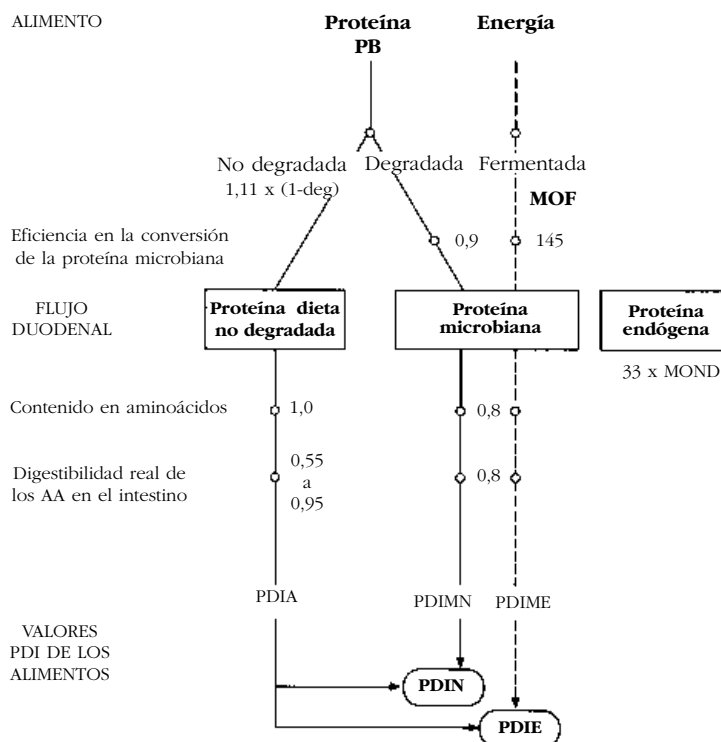 ALIMENTO
Proteína
PB
Energía
No degradada
1,11 x (1-deg)
Degradada
Fermentada
MOF
Eficiencia en la conversión
de la proteína microbiana
0,9
145
FLUJO
DUODENAL
Proteína dieta
no degradada
Proteína
microbiana
Proteína
endógena
33 x MOND
Contenido en aminoácidos
1,0
0,8
Digestibilidad real de
los AA en el intestino
0,55
a
0,95
0,8
PDIA
PDIMN
PDIME
VALORES
PDI DE LOS
ALIMENTOS
PDIN
PDIE